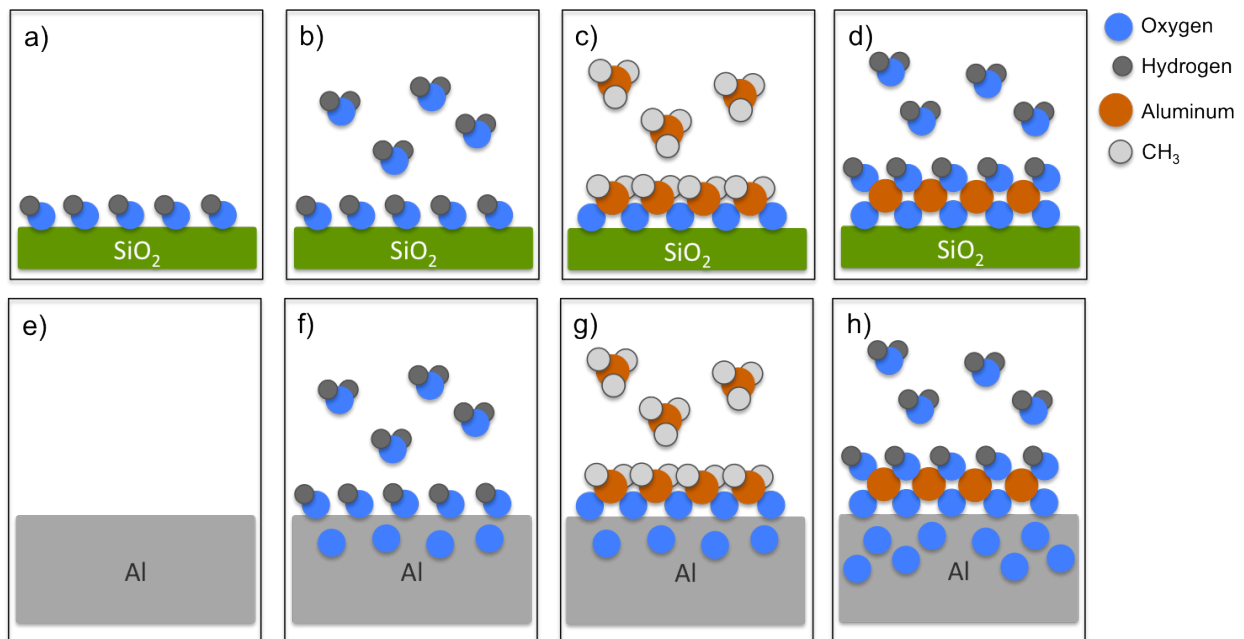 a)
b)
c)
d)
Oxygen
Hydrogen
Aluminum
CH₃
SiO₂
SiO₂
SiO₂
SiO₂
e)
f)
g)
h)
Al
Al
Al
Al